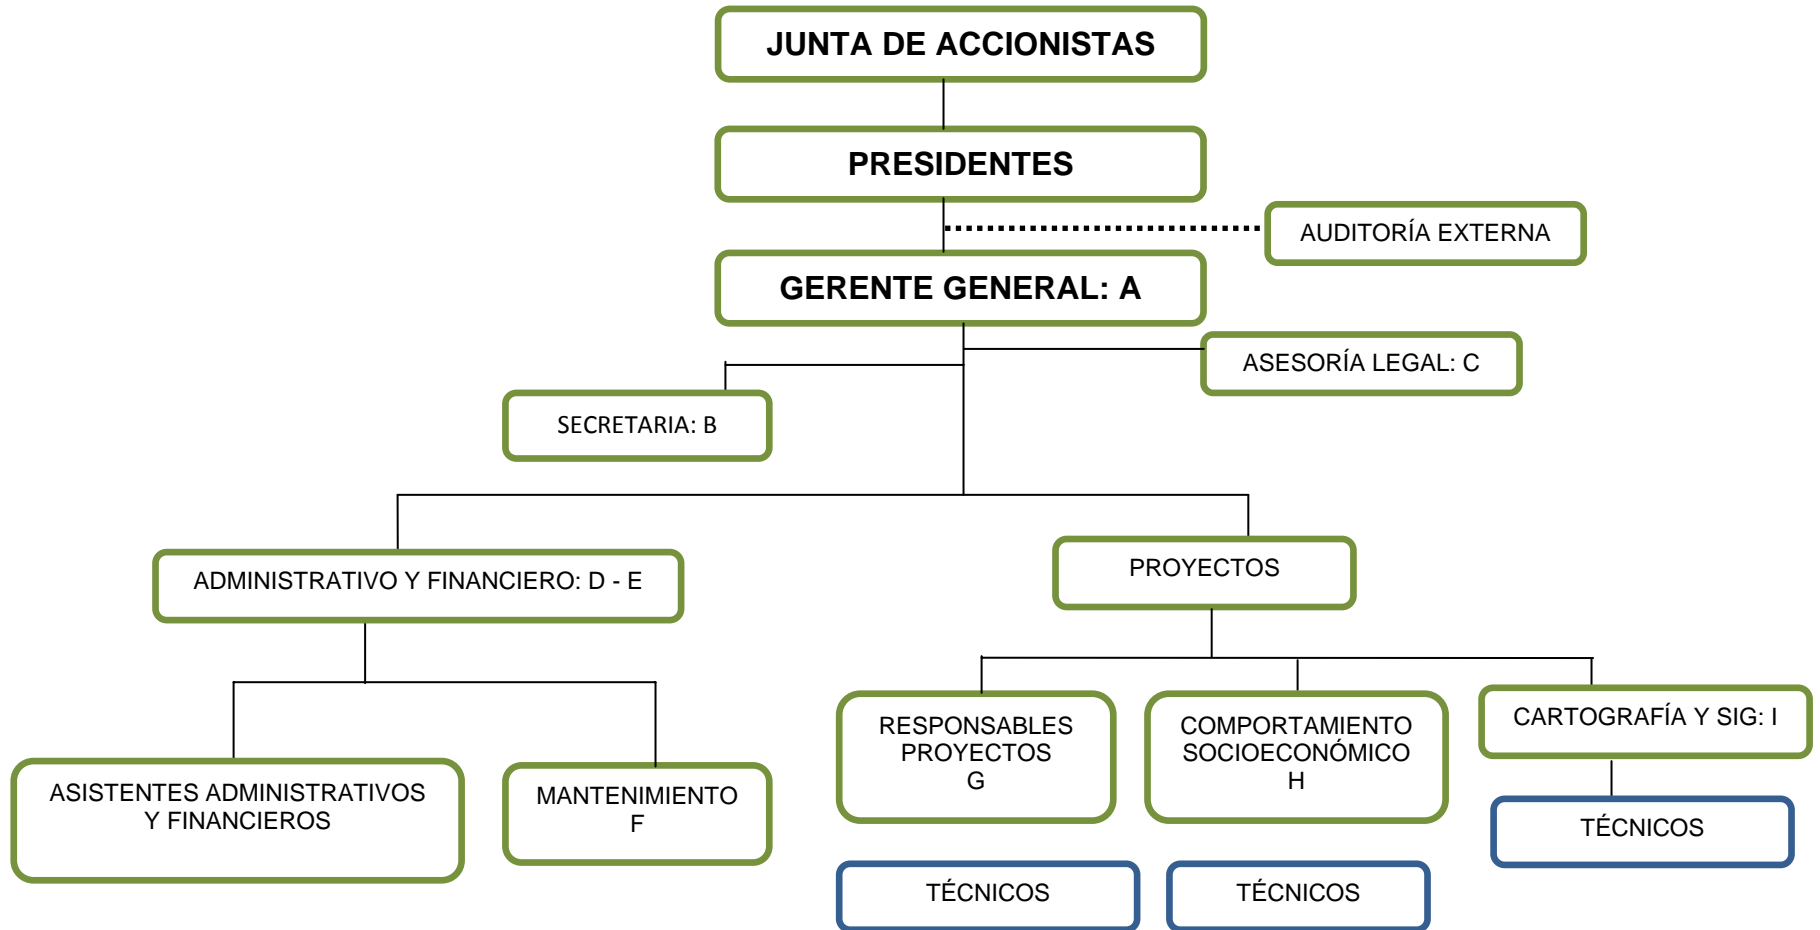 JUNTA DE ACCIONISTAS
PRESIDENTES
AUDITORÍA EXTERNA
GERENTE GENERAL: A
ASESORÍA LEGAL: C
SECRETARIA: B
ADMINISTRATIVO Y FINANCIERO: D - E
PROYECTOS
RESPONSABLES
PROYECTOS
G
COMPORTAMIENTO
SOCIOECONÓMICO
H
CARTOGRAFÍA Y SIG: I
ASISTENTES ADMINISTRATIVOS
Y FINANCIEROS
MANTENIMIENTO
F
TÉCNICOS
TÉCNICOS
TÉCNICOS